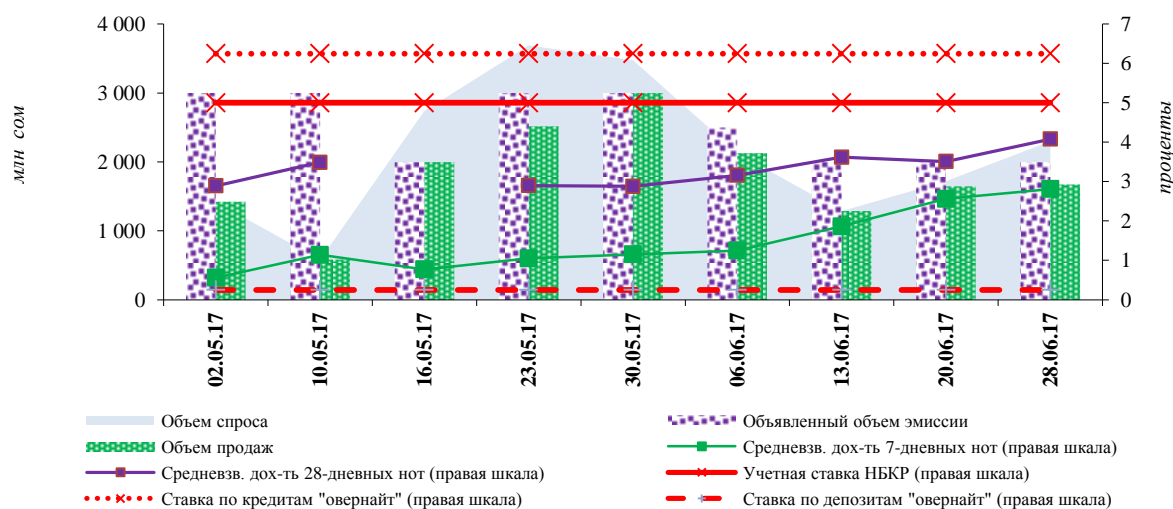 млн сом
4 000
3 000
2 000
1 000
0
7
6
5
4
3
2
1
0
проценты
02.05.17
10.05.17
16.05.17
23.05.17
30.05.17
06.06.17
13.06.17
20.06.17
28.06.17
Объем спроса
Объявленный объем эмиссии
Объем продаж
Средневзв. дох-ть 7-дневных нот (правая шкала)
Средневзв. дох-ть 28-дневных нот (правая шкала)
Учетная ставка НБКР (правая шкала)
Ставка по кредитам "овернайт" (правая шкала)
Ставка по депозитам "овернайт" (правая шкала)